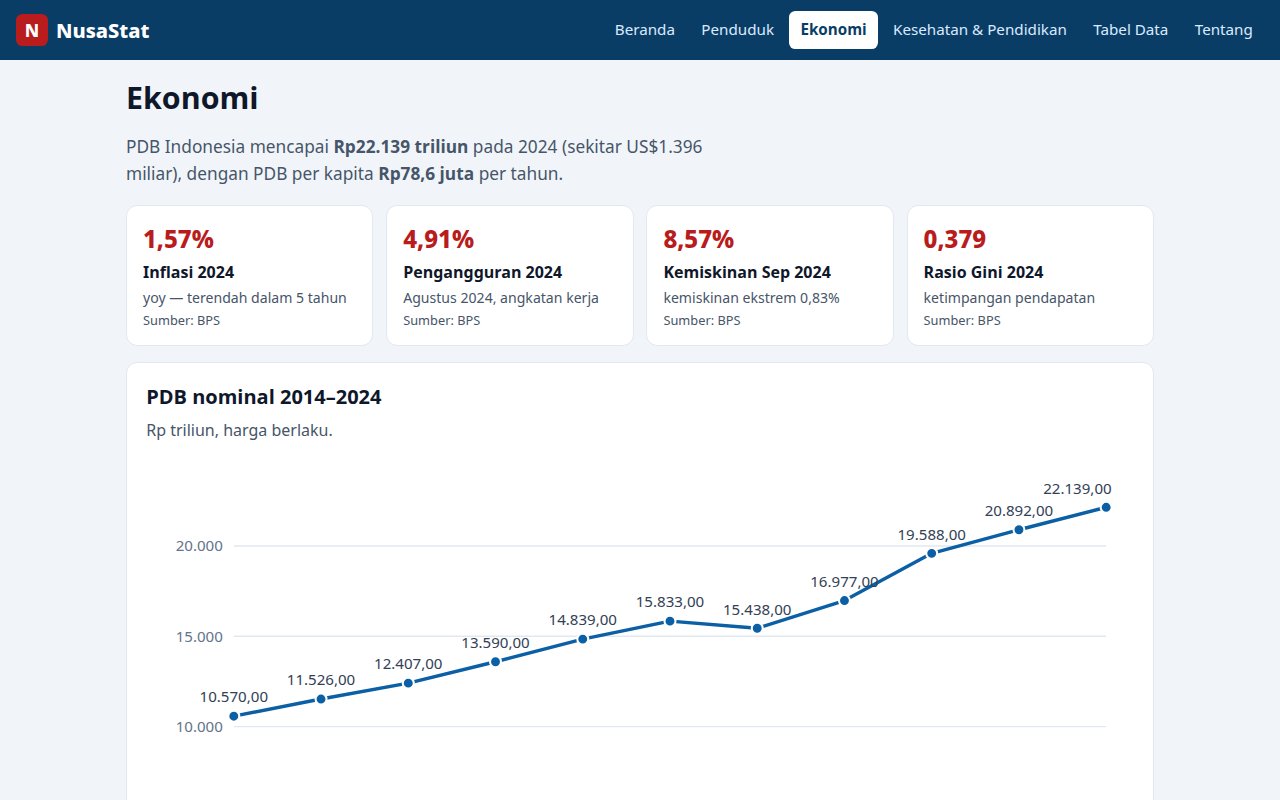 N NusaStat
Beranda Penduduk Ekonomi Kesehatan & Pendidikan Tabel Data Tentang
Ekonomi
PDB Indonesia mencapai Rp22.139 triliun pada 2024 (sekitar US$1.396
miliar), dengan PDB per kapita Rp78,6 juta per tahun.
1,57%
Inflasi 2024
yoy — terendah dalam 5 tahun
Sumber: BPS
4,91%
Pengangguran 2024
Agustus 2024, angkatan kerja
Sumber: BPS
8,57%
Kemiskinan Sep 2024
kemiskinan ekstrem 0,83%
Sumber: BPS
0,379
Rasio Gini 2024
ketimpangan pendapatan
Sumber: BPS
PDB nominal 2014–2024
Rp triliun, harga berlaku.
22.139,00
20.892,00
19.588,00
20.000
16.977,00
15.833,00
15.438,00
14.839,00
15.000
13.590,00
12.407,00
11.526,00
10.570,00
10.000